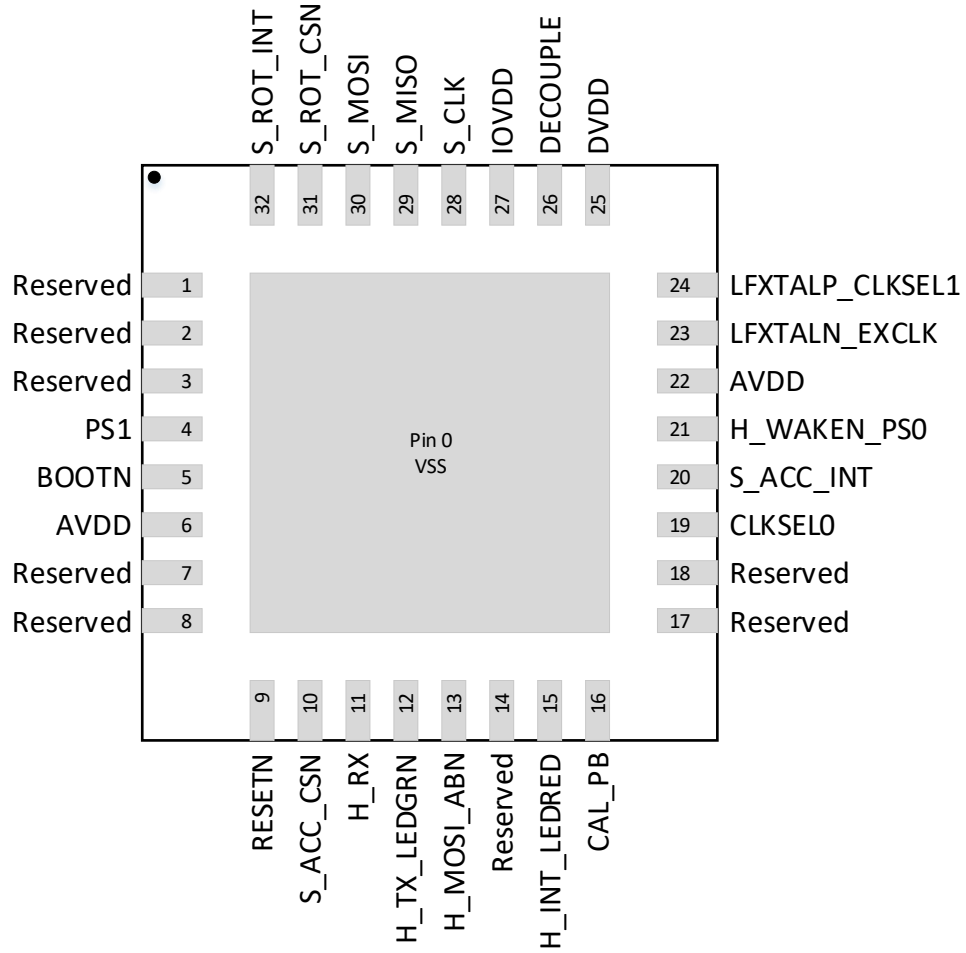 S_ROT_INT
S_ROT_CSN
S_MOSI
S_MISO
S_CLK
IOVDD
DECOUPLE
DVDD
32
31
30
29
28
27
26
25
Reserved 1
Reserved 2
Reserved 3
PS1 4
BOOTN 5
AVDD 6
Reserved 7
Reserved 8
Pin 0
VSS
24 LFXTALP_CLKSEL1
23 LFXTALN_EXCLK
22 AVDD
21 H_WAKEN_PS0
20 S_ACC_INT
19 CLKSEL0
18 Reserved
17 Reserved
9
10
11
12
13
14
15
16
RESETN
S_ACC_CSN
H_RX
H_TX_LEDGRN
H_MOSI_ABN
Reserved
H_INT_LEDRED
CAL_PB